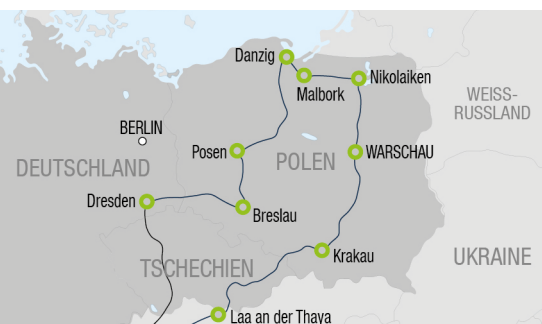 Danzig
Nikolaiken
Malbork
WEISS-
RUSSLAND
BERLIN
Posen
POLEN
WARSCHAU
DEUTSCHLAND
Dresden
Breslau
Krakau
UKRAINE
TSCHECHIEN
Laa an der Thaya